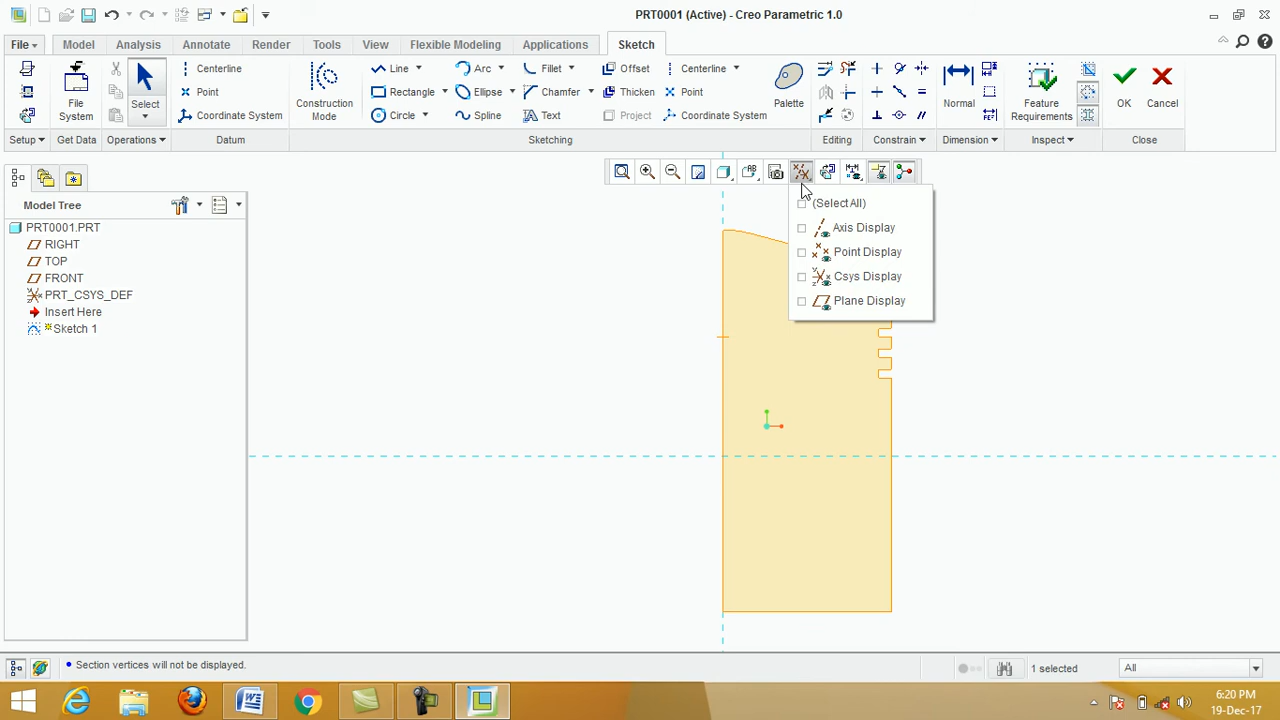 PRT0001 (Active) - Creo Parametric 1.0
File
Model
Analysis
Annotate
Render
Tools
View
Flexible Modeling
Applications
Sketch
File System
Select
Centerline
Point
Coordinate System
Construction Mode
Line
Rectangle
Circle
Arc
Ellipse
Spline
Fillet
Chamfer
Text
Offset
Thicken
Project
Centerline
Point
Coordinate System
Palette
Normal
Feature Requirements
OK
Cancel
Setup
Get Data
Operations
Datum
Sketching
Editing
Constrain
Dimension
Inspect
Close
Model Tree
PRT0001.PRT
RIGHT
TOP
FRONT
PRT_CSYS_DEF
Insert Here
Sketch 1
(Select All)
Axis Display
Point Display
Csys Display
Plane Display
Section vertices will not be displayed.
1 selected
All
6:20 PM
19-Dec-17